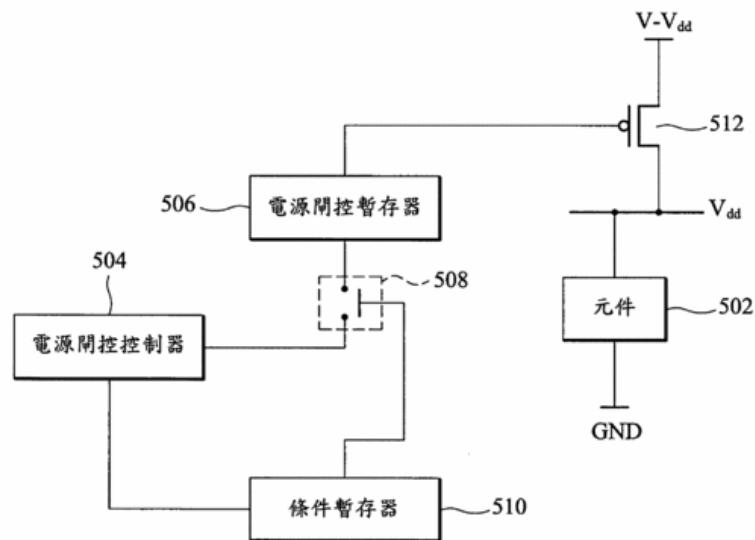 V-Vdd
512
506
電源閘控暫存器
Vdd
508
504
元件
502
電源閘控控制器
GND
條件暫存器
510